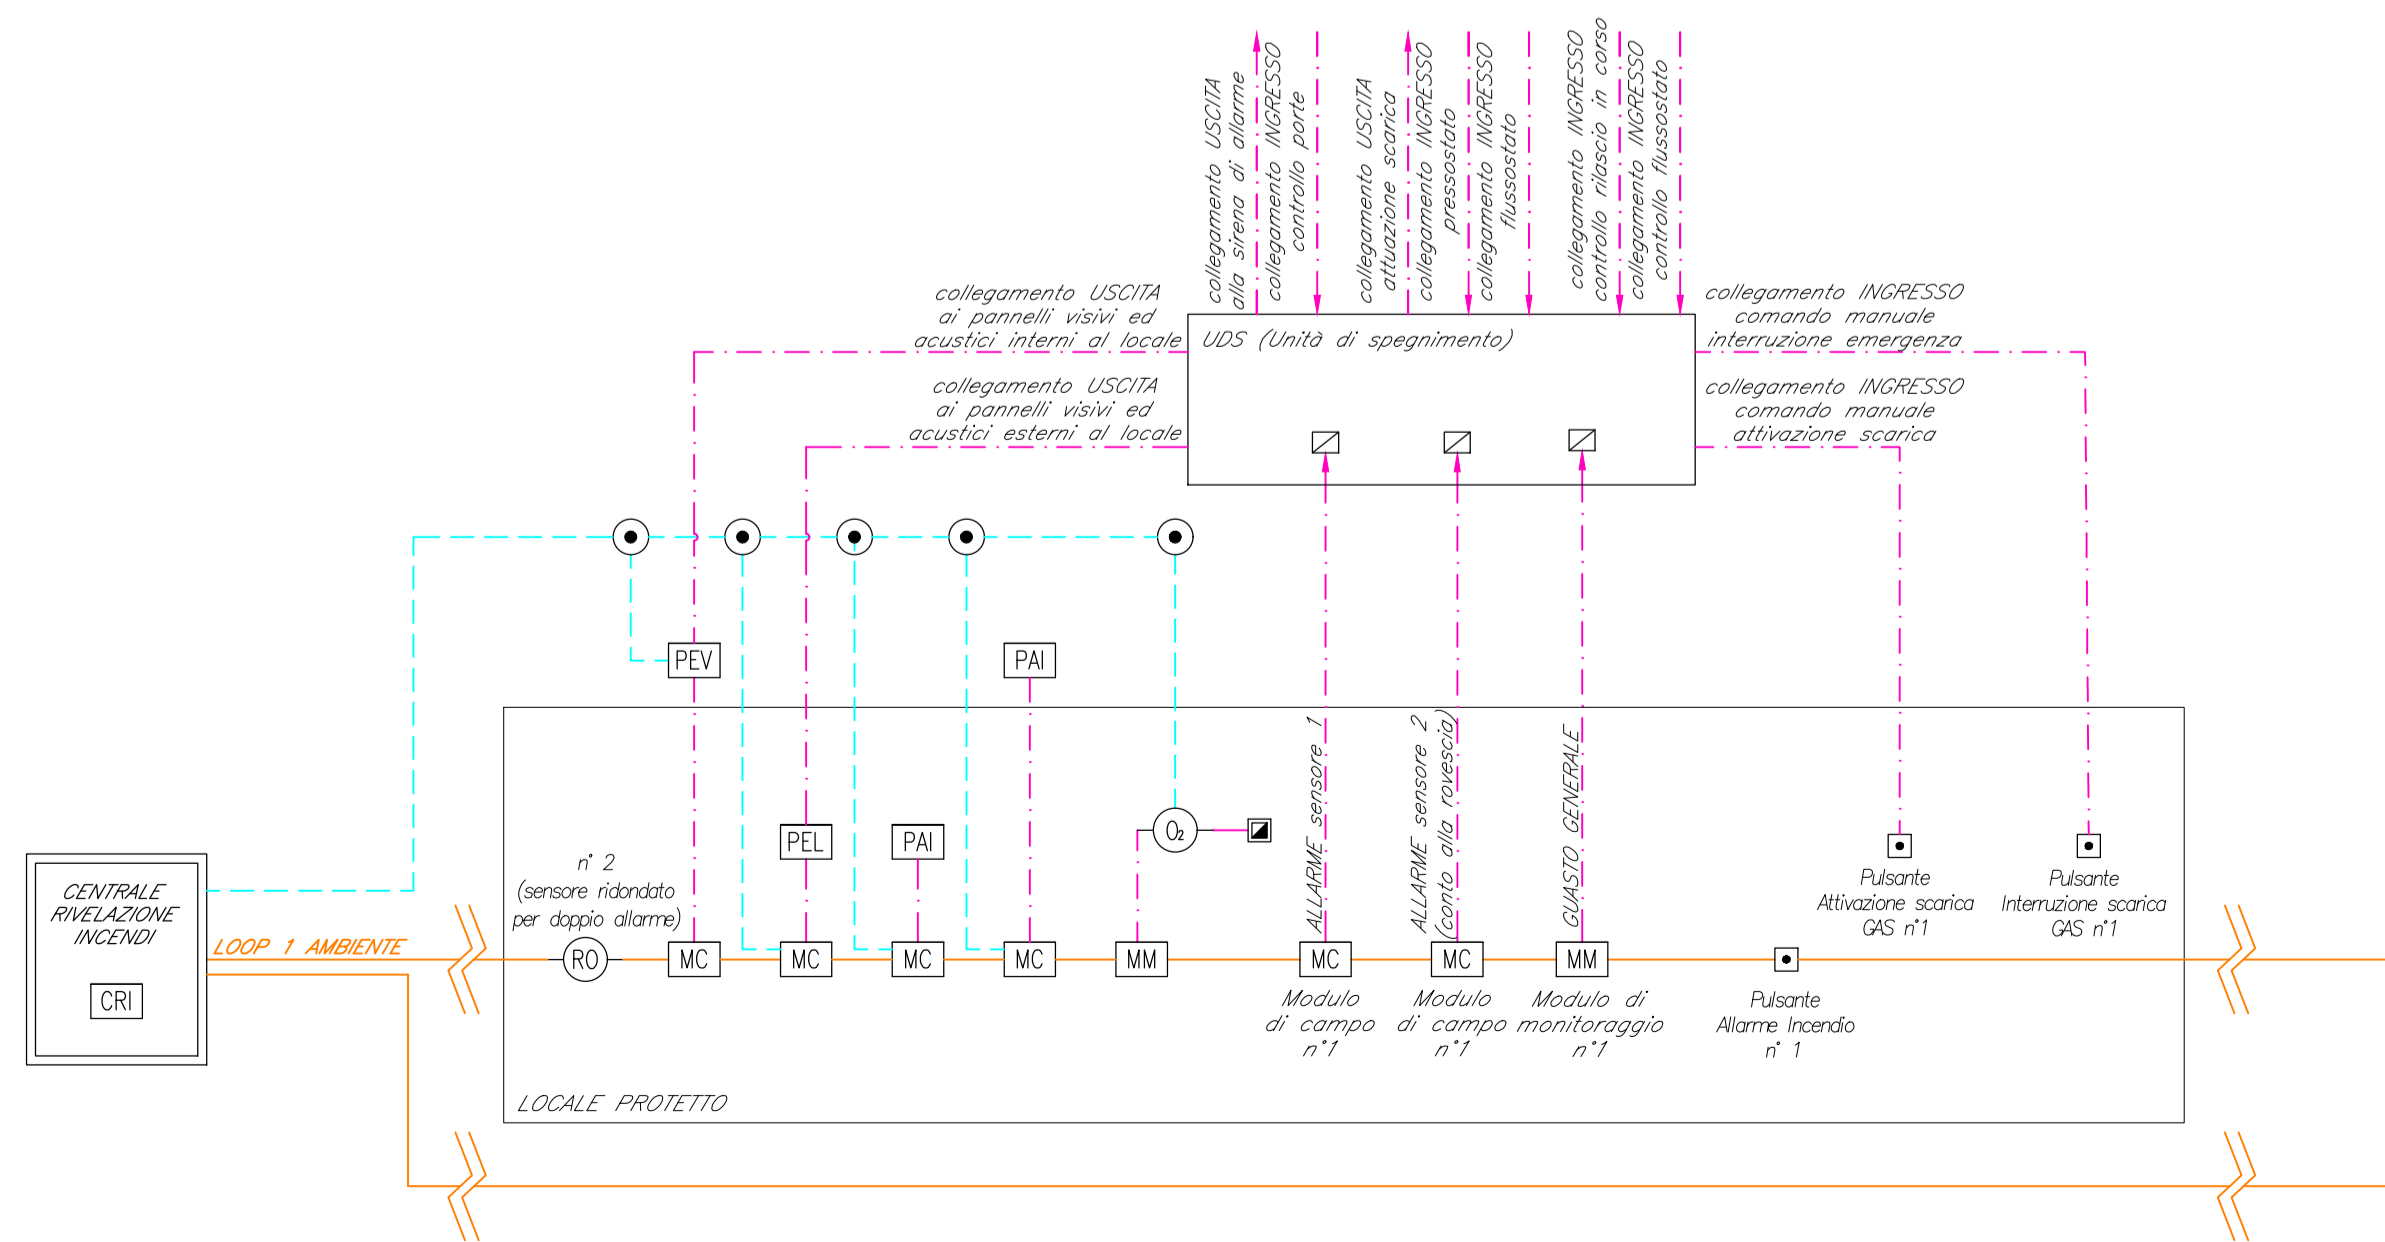 collegamento USCITA
alla sirena di allarme
collegamento INGRESSO
controllo porte
collegamento USCITA
attuazione scarica
collegamento INGRESSO
pressostato
collegamento INGRESSO
flussostato
collegamento INGRESSO
controllo rilascio in corso
collegamento INGRESSO
controllo flussostato
collegamento USCITA
ai pannelli visivi ed
acustici interni al locale
UDS (Unità di spegnimento)
collegamento INGRESSO
comando manuale
interruzione emergenza
collegamento USCITA
ai pannelli visivi ed
acustici esterni al locale
collegamento INGRESSO
comando manuale
attivazione scarica
PEV
PAI
ALLARME sensore 1
ALLARME sensore 2
(conto alla rovescia)
GUASTO GENERALE
PEL
PAI
O2
n° 2
(sensore ridondato
per doppio allarme)
Pulsante
Attivazione scarica
GAS n°1
Pulsante
Interruzione scarica
GAS n°1
CENTRALE
RIVELAZIONE
INCENDI
CRI
LOOP 1 AMBIENTE
RO
MC
MC
MC
MC
MM
MC
MC
MM
Modulo
di campo
n°1
Modulo
di campo
n°1
Modulo di
monitoraggio
n°1
Pulsante
Allarme Incendio
n° 1
LOCALE PROTETTO